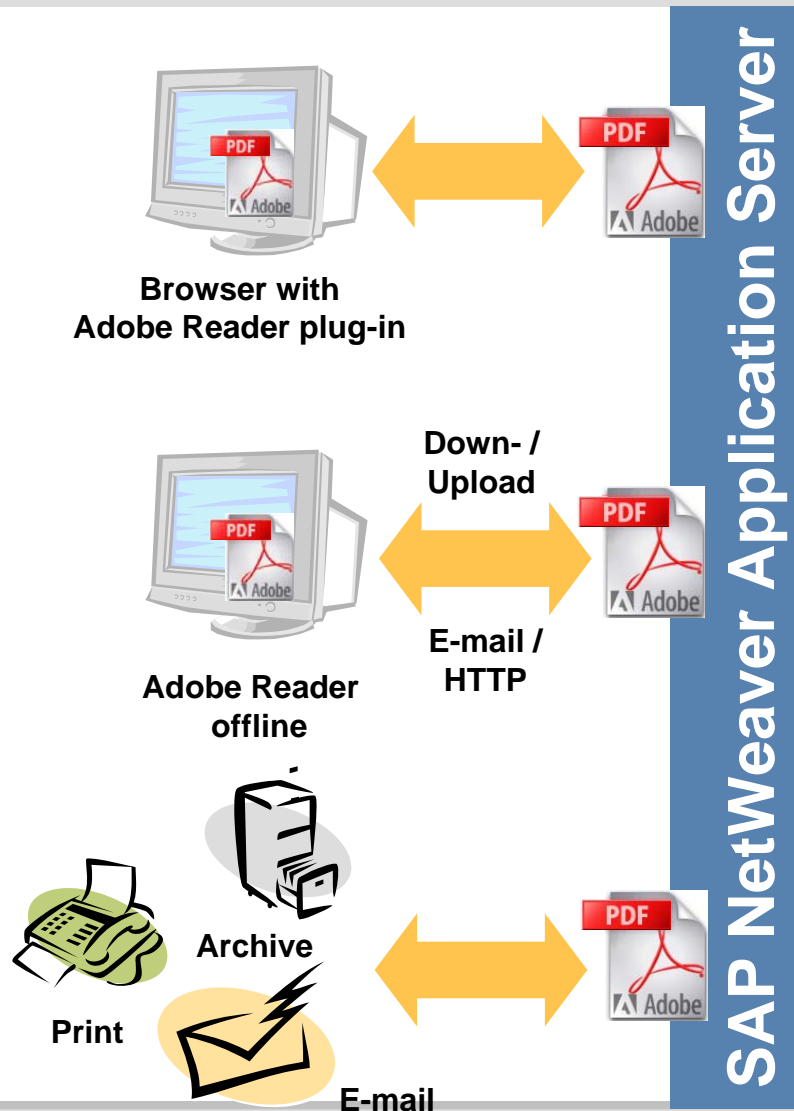 PDF
Adobe
PDF
Adobe
Browser with
Adobe Reader plug-in
Down- /
Upload
PDF
Adobe
PDF
Adobe
E-mail /
HTTP
Adobe Reader
offline
Archive
Print
E-mail
PDF
Adobe
SAP NetWeaver Application Server